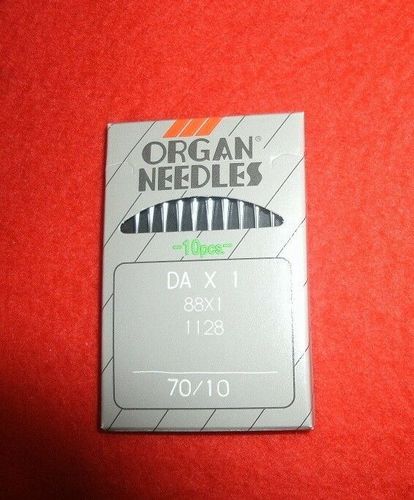 ORGAN®
NEEDLES
-10pcs.-
DA X 1
88X1
1128
70/10